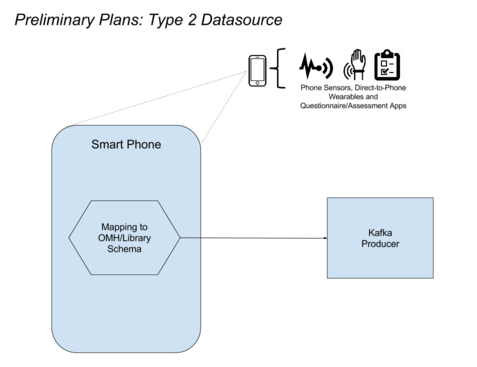 Preliminary Plans: Type 2 Datasource
Phone Sensors, Direct-to-Phone
Wearables and
Questionnaire/Assessment Apps
Smart Phone
Mapping to
OMH/Library
Schema
Kafka
Producer